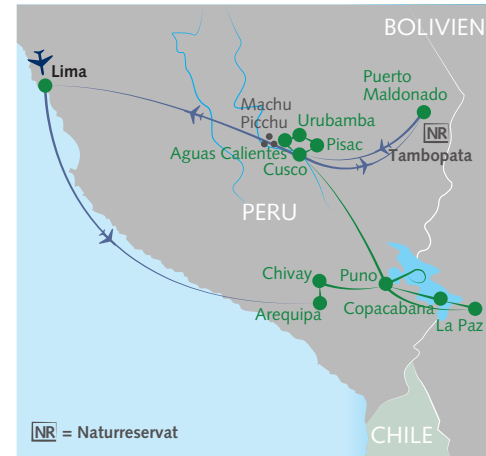 BOLIVIEN
Lima
Puerto
Maldonado
Machu
Picchu
Urubamba
NR
Aguas Calientes
Pisac
Tambopata
Cusco
PERU
Chivay
Puno
Arequipa
Copacabana
La Paz
NR = Naturreservat
CHILE